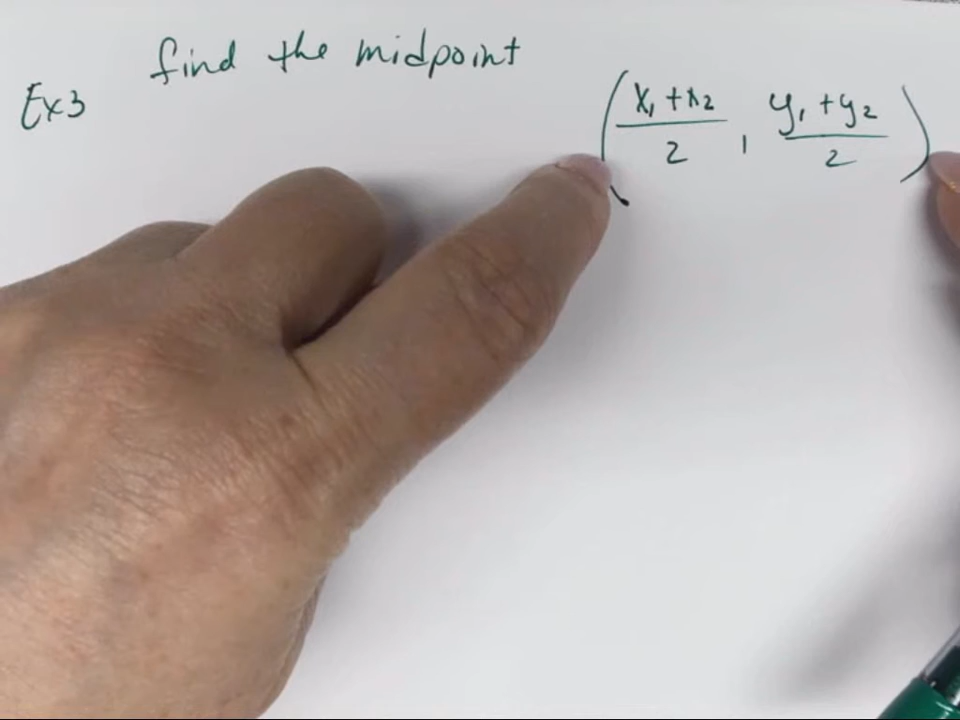 find the midpoint
Ex3
(x₁+x₂/2, y₁+y₂/2)